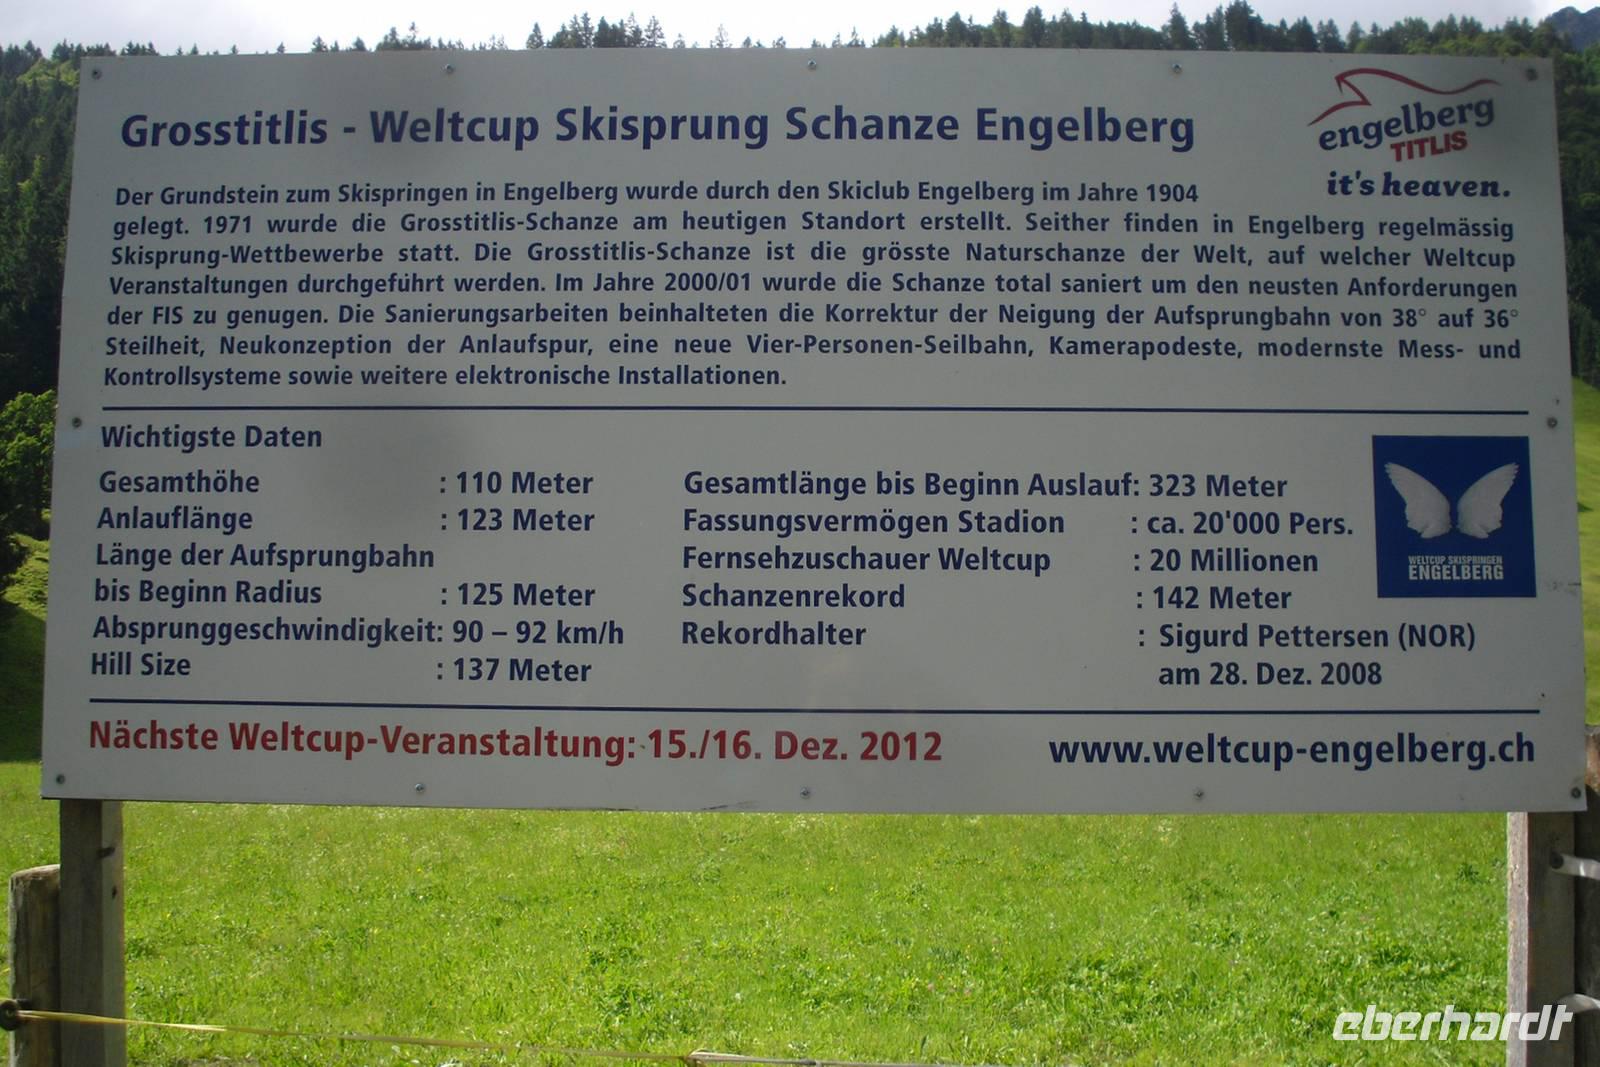 Grosstitlis - Weltcup Skisprung Schanze Engelberg
engelberg
TITLIS
it's heaven.
Der Grundstein zum Skispringen in Engelberg wurde durch den Skiclub Engelberg im Jahre 1904
gelegt. 1971 wurde die Grosstitlis-Schanze am heutigen Standort erstellt. Seither finden in Engelberg regelmässig
Skisprung-Wettbewerbe statt. Die Grosstitlis-Schanze ist die grösste Naturschanze der Welt, auf welcher Weltcup
Veranstaltungen durchgeführt werden. Im Jahre 2000/01 wurde die Schanze total saniert um den neusten Anforderungen
der FIS zu genugen. Die Sanierungsarbeiten beinhalteten die Korrektur der Neigung der Aufsprungbahn von 38° auf 36°
Steilheit, Neukonzeption der Anlaufspur, eine neue Vier-Personen-Seilbahn, Kamerapodeste, modernste Mess- und
Kontrollsysteme sowie weitere elektronische Installationen.
Wichtigste Daten
Gesamthöhe : 110 Meter
Anlauflänge : 123 Meter
Länge der Aufsprungbahn
bis Beginn Radius : 125 Meter
Absprunggeschwindigkeit: 90 – 92 km/h
Hill Size : 137 Meter
Gesamtlänge bis Beginn Auslauf: 323 Meter
Fassungsvermögen Stadion : ca. 20'000 Pers.
Fernsehzuschauer Weltcup : 20 Millionen
Schanzenrekord : 142 Meter
Rekordhalter : Sigurd Pettersen (NOR)
am 28. Dez. 2008
WELTCUP SKISPRINGEN
ENGELBERG
Nächste Weltcup-Veranstaltung: 15./16. Dez. 2012
www.weltcup-engelberg.ch
eberhardt